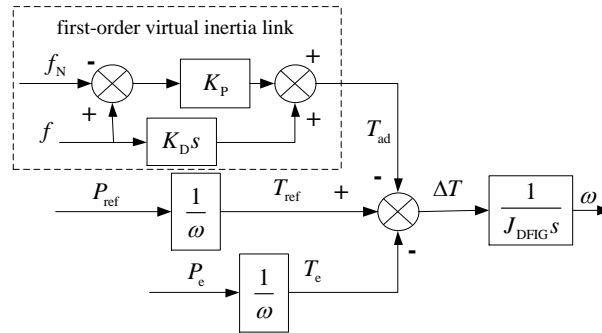 first-order virtual inertia link
-
f_N
K_P
+
+
f
K_D s
+
T_ad
-
P_ref
1/ω
T_ref
+
ΔT
1/(J_DFIG s)
ω
-
P_e
1/ω
T_e